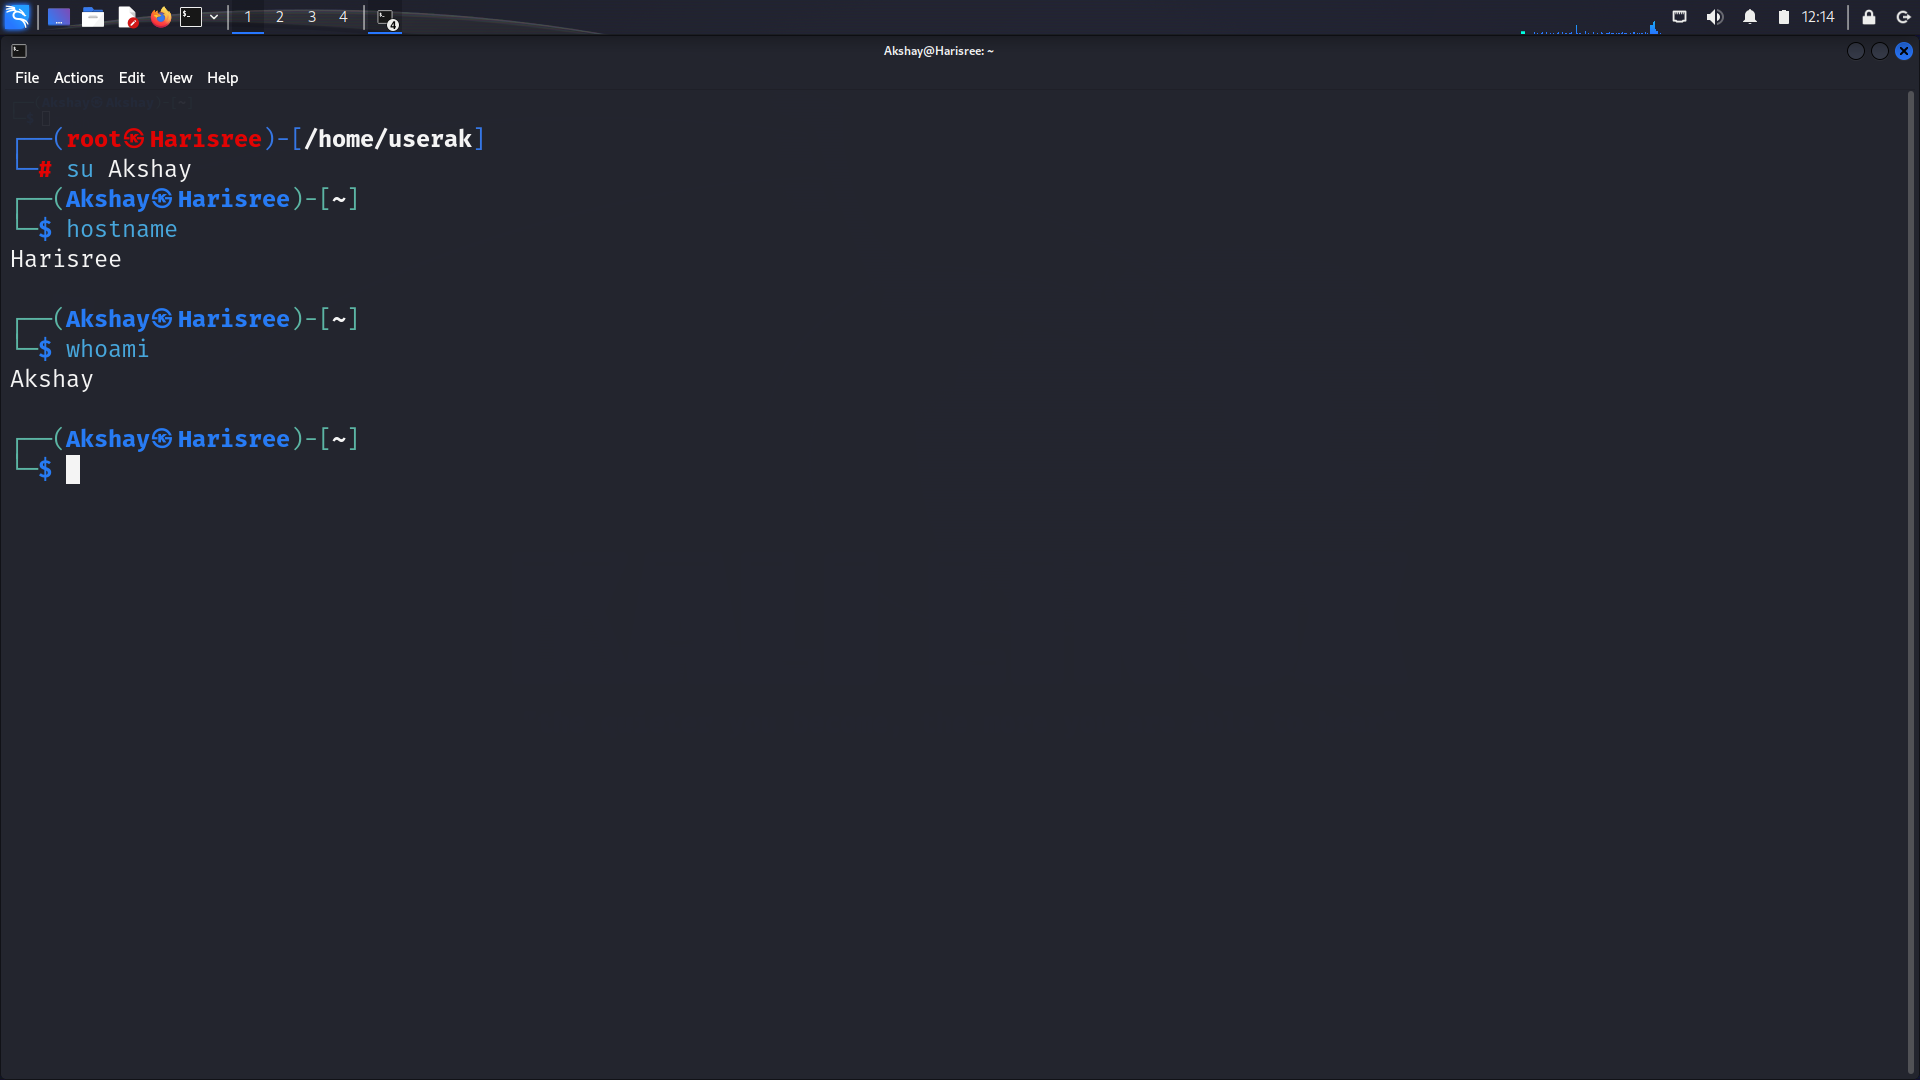 1 2 3 4 4 12:14
Akshay@Harisree: ~
File Actions Edit View Help
┌──(root㉿Harisree)-[/home/userak]
└─# su Akshay
┌──(Akshay㉿Harisree)-[~]
└─$ hostname
Harisree
┌──(Akshay㉿Harisree)-[~]
└─$ whoami
Akshay
┌──(Akshay㉿Harisree)-[~]
└─$